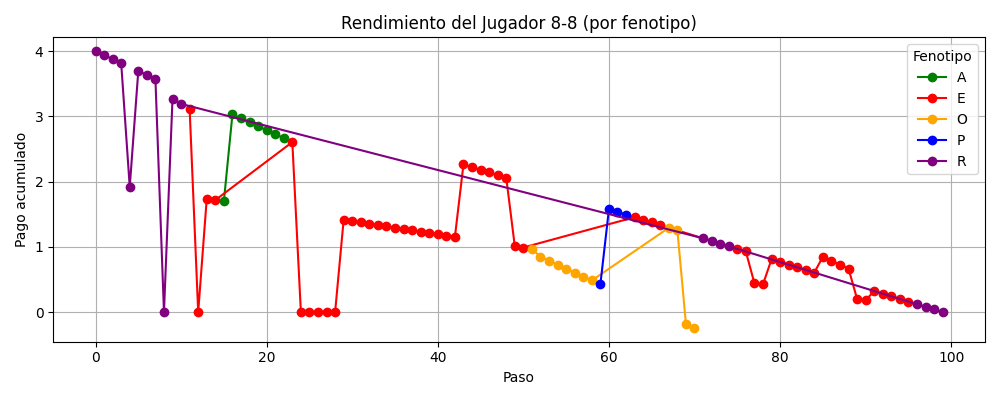 Rendimiento del Jugador 8-8 (por fenotipo)
Pago acumulado
4
3
2
1
0
0
20
40
60
80
100
Paso
Fenotipo
A
E
O
P
R